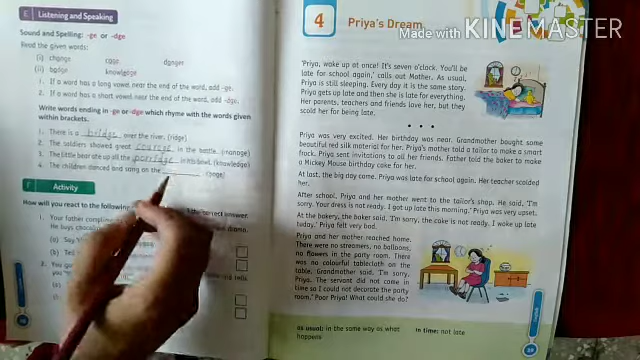 E Listening and Speaking
Sound and Spelling: -ge or -dge
Read the given words:
(i) change cage danger
(ii) badge knowledge
1. If a word has a long vowel near the end of the word, add -ge.
2. If a word has a short vowel near the end of the word, add -dge.
Write words ending in -ge or -dge which rhyme with the words given
within brackets.
1. There is a bridge over the river. (ridge)
2. The soldiers showed great courage in the battle. (manage)
3. The little bear ate up all the porridge in his bowl. (knowledge)
4. The children danced and sang on the (age)
F Activity
How will you react to the following the correct answer.
1. Your father
He buys drama.
(a) Say
(b)
2. You
4
Priya's Dream
Made with KINEMASTER
'Priya, wake up at once! It's seven o'clock. You'll be
late for school again,' calls out Mother. As usual,
Priya is still sleeping. Every day it is the same story.
Priya gets up late and then she is late for everything.
Her parents, teachers and friends love her, but they
scold her for being late.
• • •
Priya was very excited. Her birthday was near. Grandmother bought some
beautiful red silk material for her. Priya's mother told a tailor to make a smart
frock. Priya sent invitations to all her friends. Father told the baker to make
a Mickey Mouse birthday cake for her.
At last, the big day came. Priya was late for school again. Her teacher scolded
her.
After school, Priya and her mother went to the tailor's shop. He said, 'I'm
sorry. Your dress is not ready. I got up late this morning.' Priya was very upset.
At the bakery, the baker said, 'I'm sorry, the cake is not ready. I woke up late
today.' Priya felt very bad.
Priya and her mother reached home.
There were no streamers, no balloons,
no flowers in the party room. There
was no colourful tablecloth on the
table. Grandmother said, 'I'm sorry,
Priya. The servant did not come in
time so I could not decorate the party
room.' Poor Priya! What could she do?
as usual: in the same way as what
happens
in time: not late
39